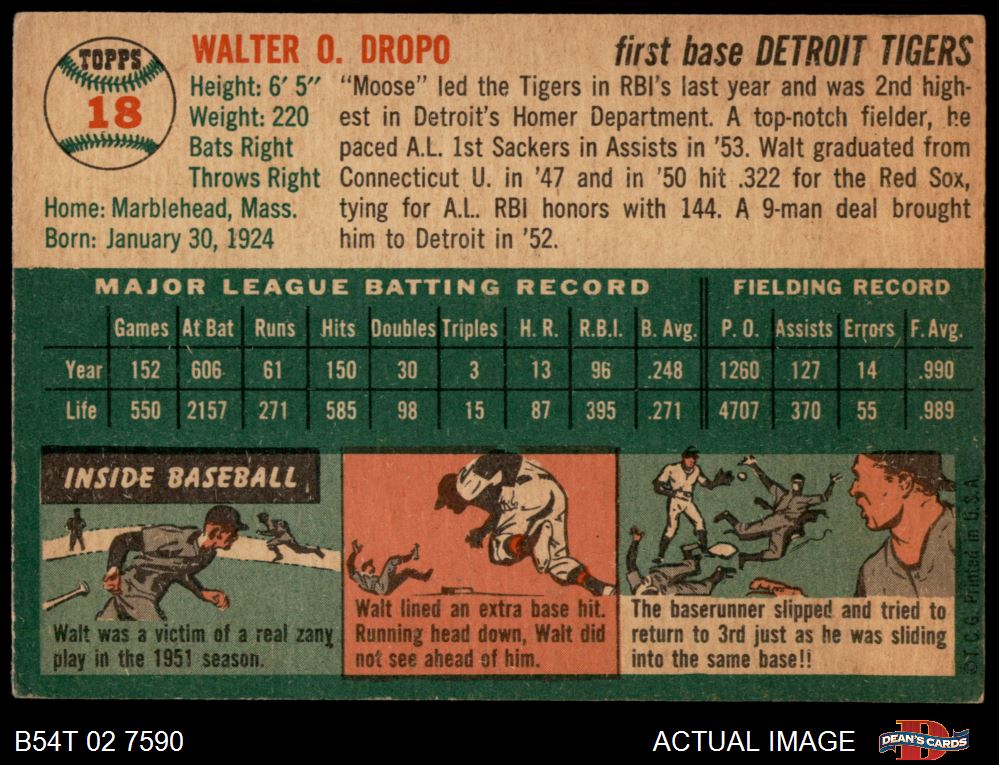 TOPPS
18
WALTER O. DROPO
first base DETROIT TIGERS
Height: 6' 5"
Weight: 220
Bats Right
Throws Right
Home: Marblehead, Mass.
Born: January 30, 1924
"Moose" led the Tigers in RBI's last year and was 2nd high-
est in Detroit's Homer Department. A top-notch fielder, he
paced A.L. 1st Sackers in Assists in '53. Walt graduated from
Connecticut U. in '47 and in '50 hit .322 for the Red Sox,
tying for A.L. RBI honors with 144. A 9-man deal brought
him to Detroit in '52.
MAJOR LEAGUE BATTING RECORD FIELDING RECORD
Games At Bat Runs Hits Doubles Triples H. R. R.B.I. B. Avg. P. O. Assists Errors F. Avg.
Year 152 606 61 150 30 3 13 96 .248 1260 127 14 .990
Life 550 2157 271 585 98 15 87 395 .271 4707 370 55 .989
INSIDE BASEBALL
Walt was a victim of a real zany
play in the 1951 season.
Walt lined an extra base hit.
Running head down, Walt did
not see ahead of him.
The baserunner slipped and tried to
return to 3rd just as he was sliding
into the same base!!
©T.C.G. Printed in U.S.A.
B54T 02 7590
ACTUAL IMAGE
D
DEAN'S CARDS